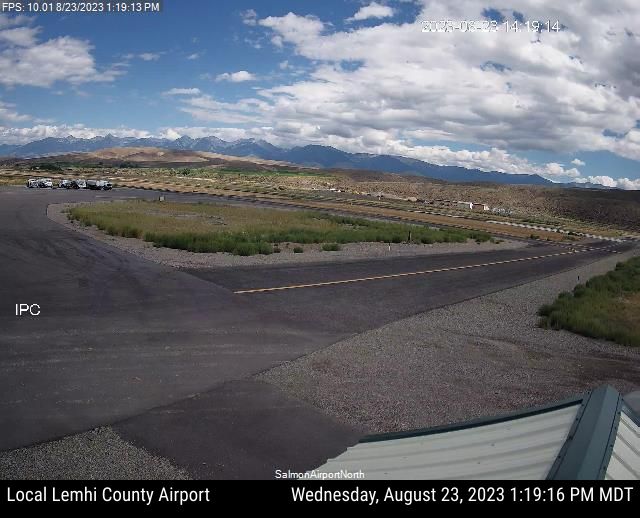 FPS: 10.01 8/23/2023 1:19:13 PM
2023-08-23 14:19:14
IPC
SalmonAirportNorth
Local Lemhi County Airport Wednesday, August 23, 2023 1:19:16 PM MDT